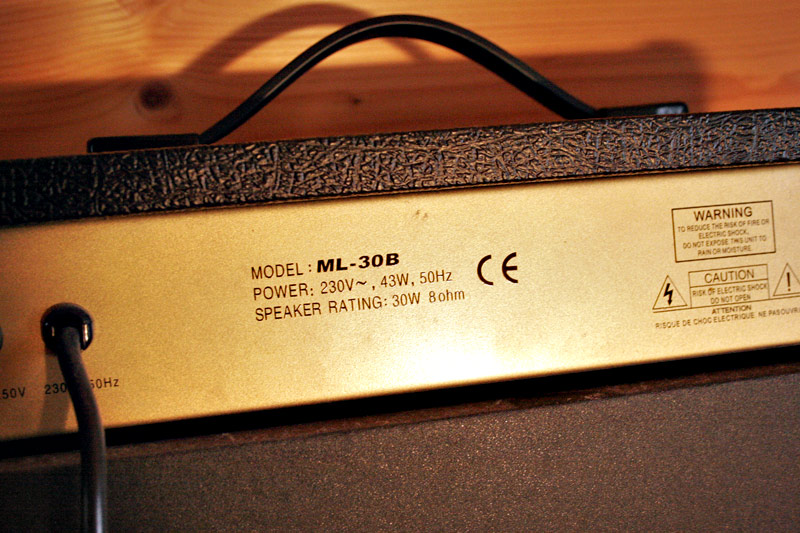 MODEL: ML-30B
POWER: 230V~, 43W, 50Hz
SPEAKER RATING: 30W 8ohm
CE
WARNING
TO REDUCE THE RISK OF FIRE OR
ELECTRIC SHOCK,
DO NOT EXPOSE THIS UNIT TO
RAIN OR MOISTURE.
CAUTION
RISK OF ELECTRIC SHOCK
DO NOT OPEN
!
ATTENTION
RISQUE DE CHOC ELECTRIQUE NE PAS OUVRI
50V 230 50Hz